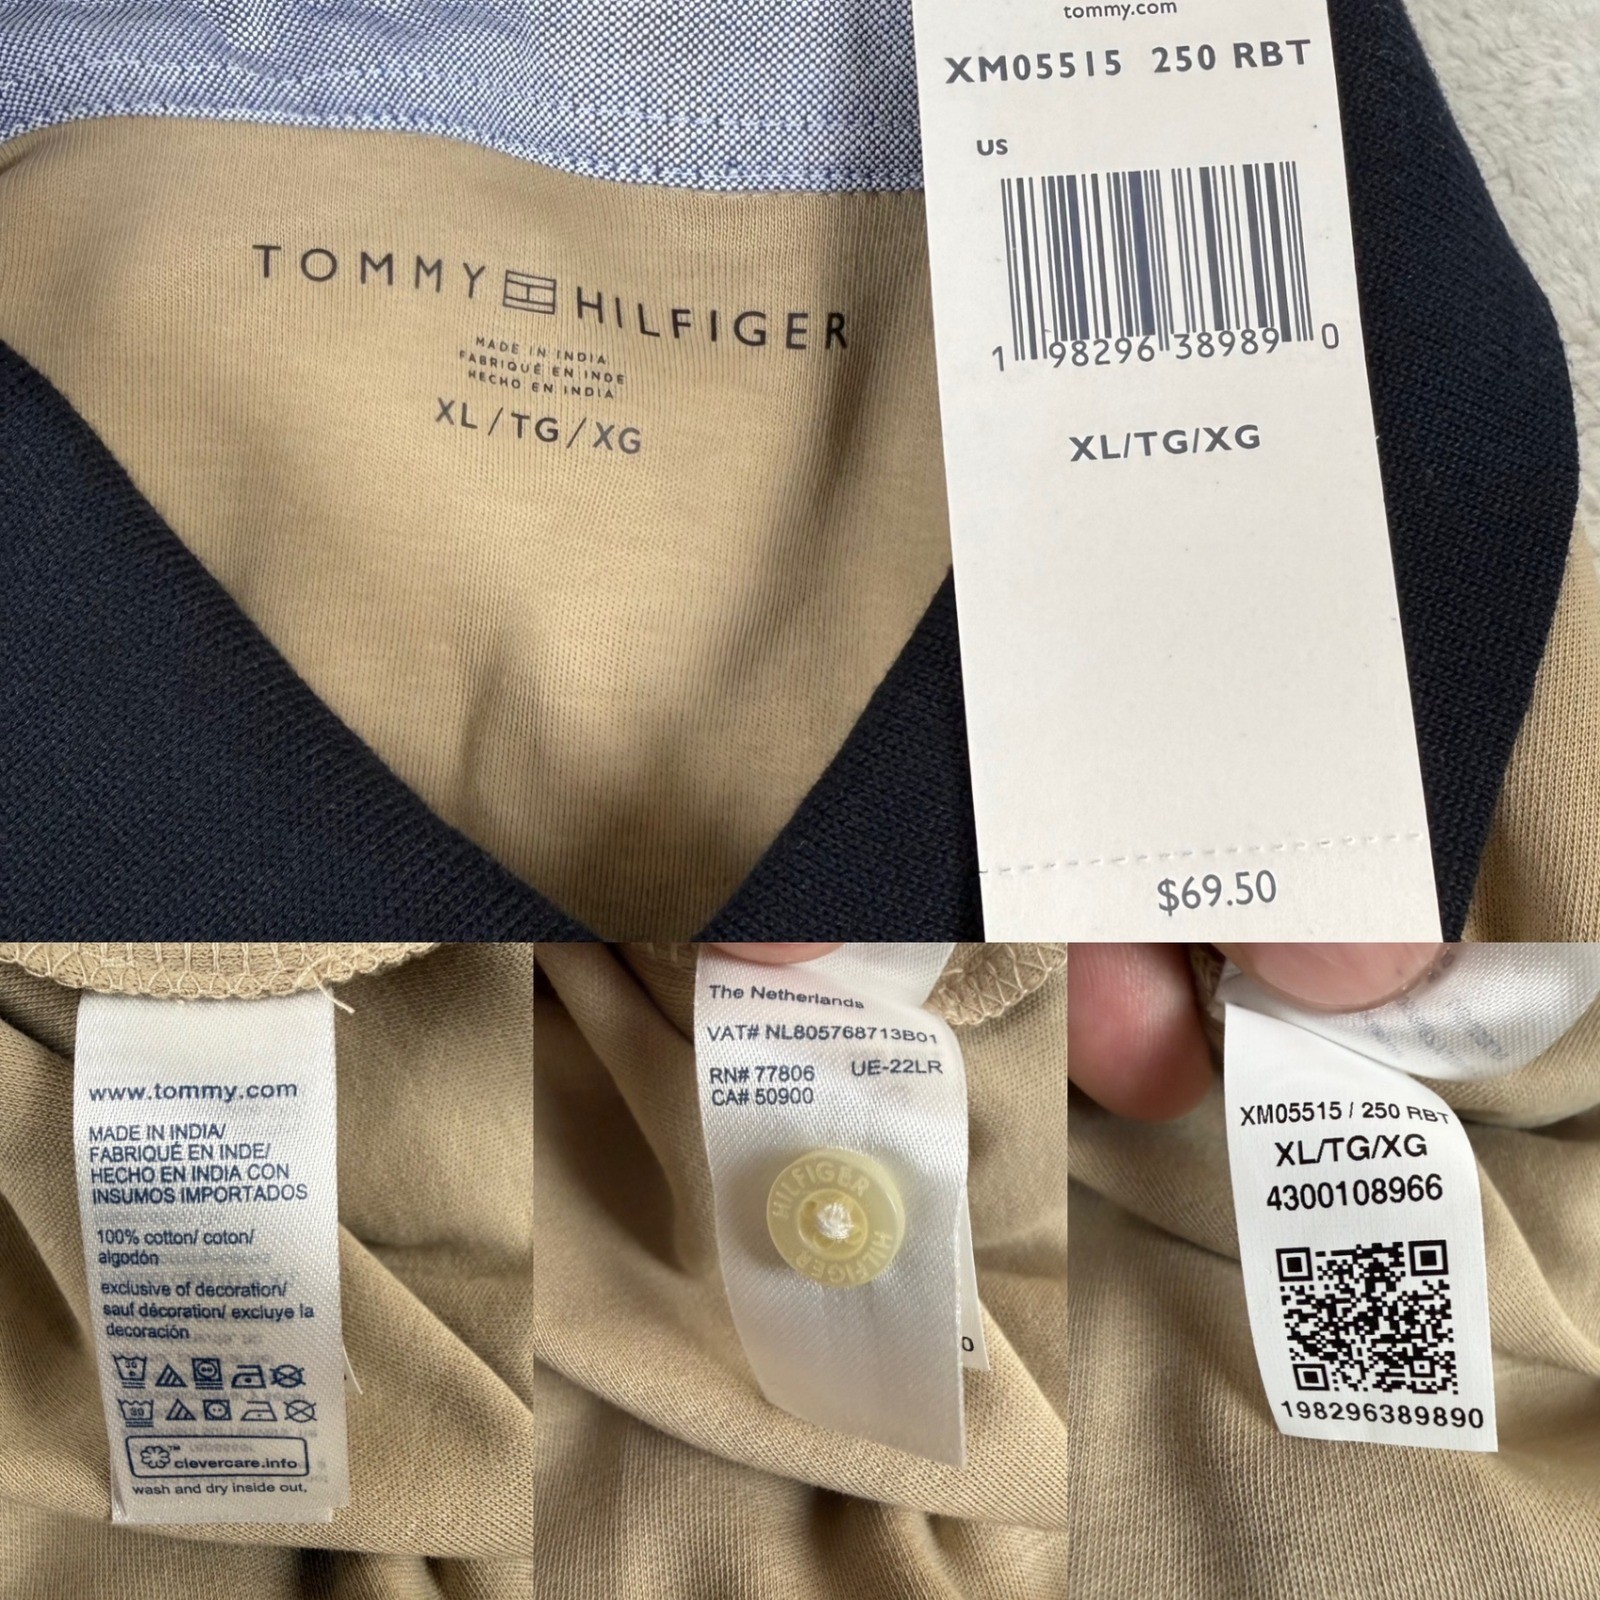 TOMMY HILFIGER
MADE IN INDIA
FABRIQUÉ EN INDE
HECHO EN INDIA
XL/TG/XG
tommy.com
XM05515 250 RBT
US
1 98296 38989 0
XL/TG/XG
$69.50
www.tommy.com
MADE IN INDIA/
FABRIQUÉ EN INDE/
HECHO EN INDIA CON
INSUMOS IMPORTADOS
100% cotton/ coton/
algodón
exclusive of decoration/
sauf décoration/ excluye la
decoración
30
30
clevercare.info
wash and dry inside out,
The Netherlands
VAT# NL805768713B01
RN# 77806 UE-22LR
CA# 50900
HILFIGER
HILFIGER
0
XM05515 / 250 RBT
XL/TG/XG
4300108966
198296389890